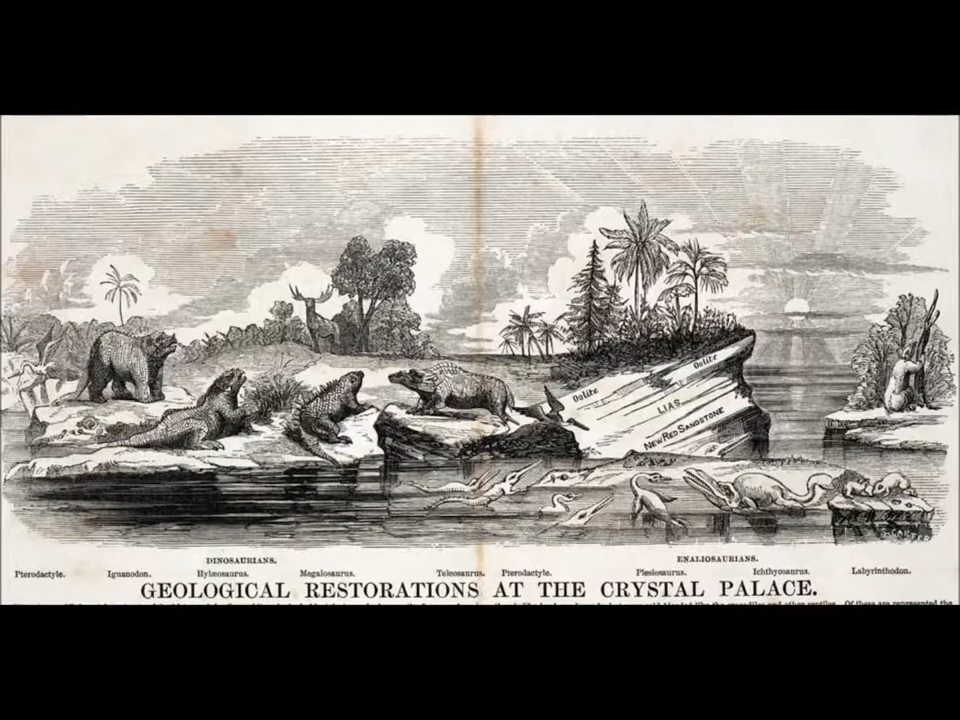 Oolite
Oolite
LIAS
NEW RED SANDSTONE
DINOSAURIANS. ENALIOSAURIANS.
Pterodactyle. Iguanodon. Hylæosaurus. Megalosaurus. Teleosaurus. Pterodactyle. Plesiosaurus. Ichthyosaurus. Labyrinthodon.
GEOLOGICAL RESTORATIONS AT THE CRYSTAL PALACE.